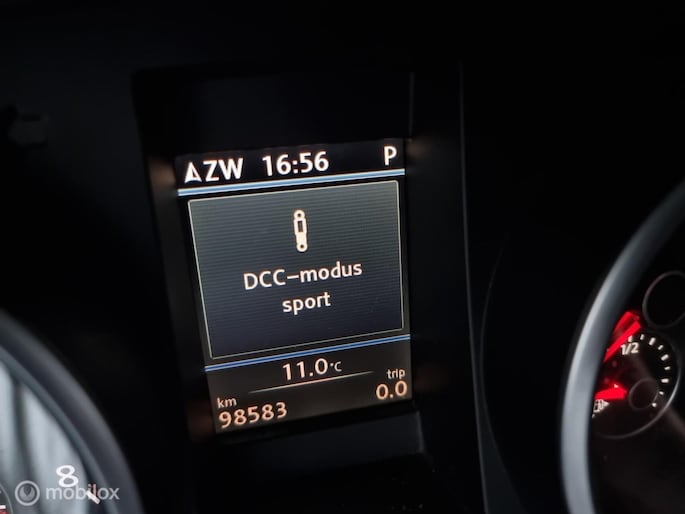 ZW 16:56 P
DCC-modus
sport
11.0°C
km
trip
98583
0.0
1/2
8
mobilox